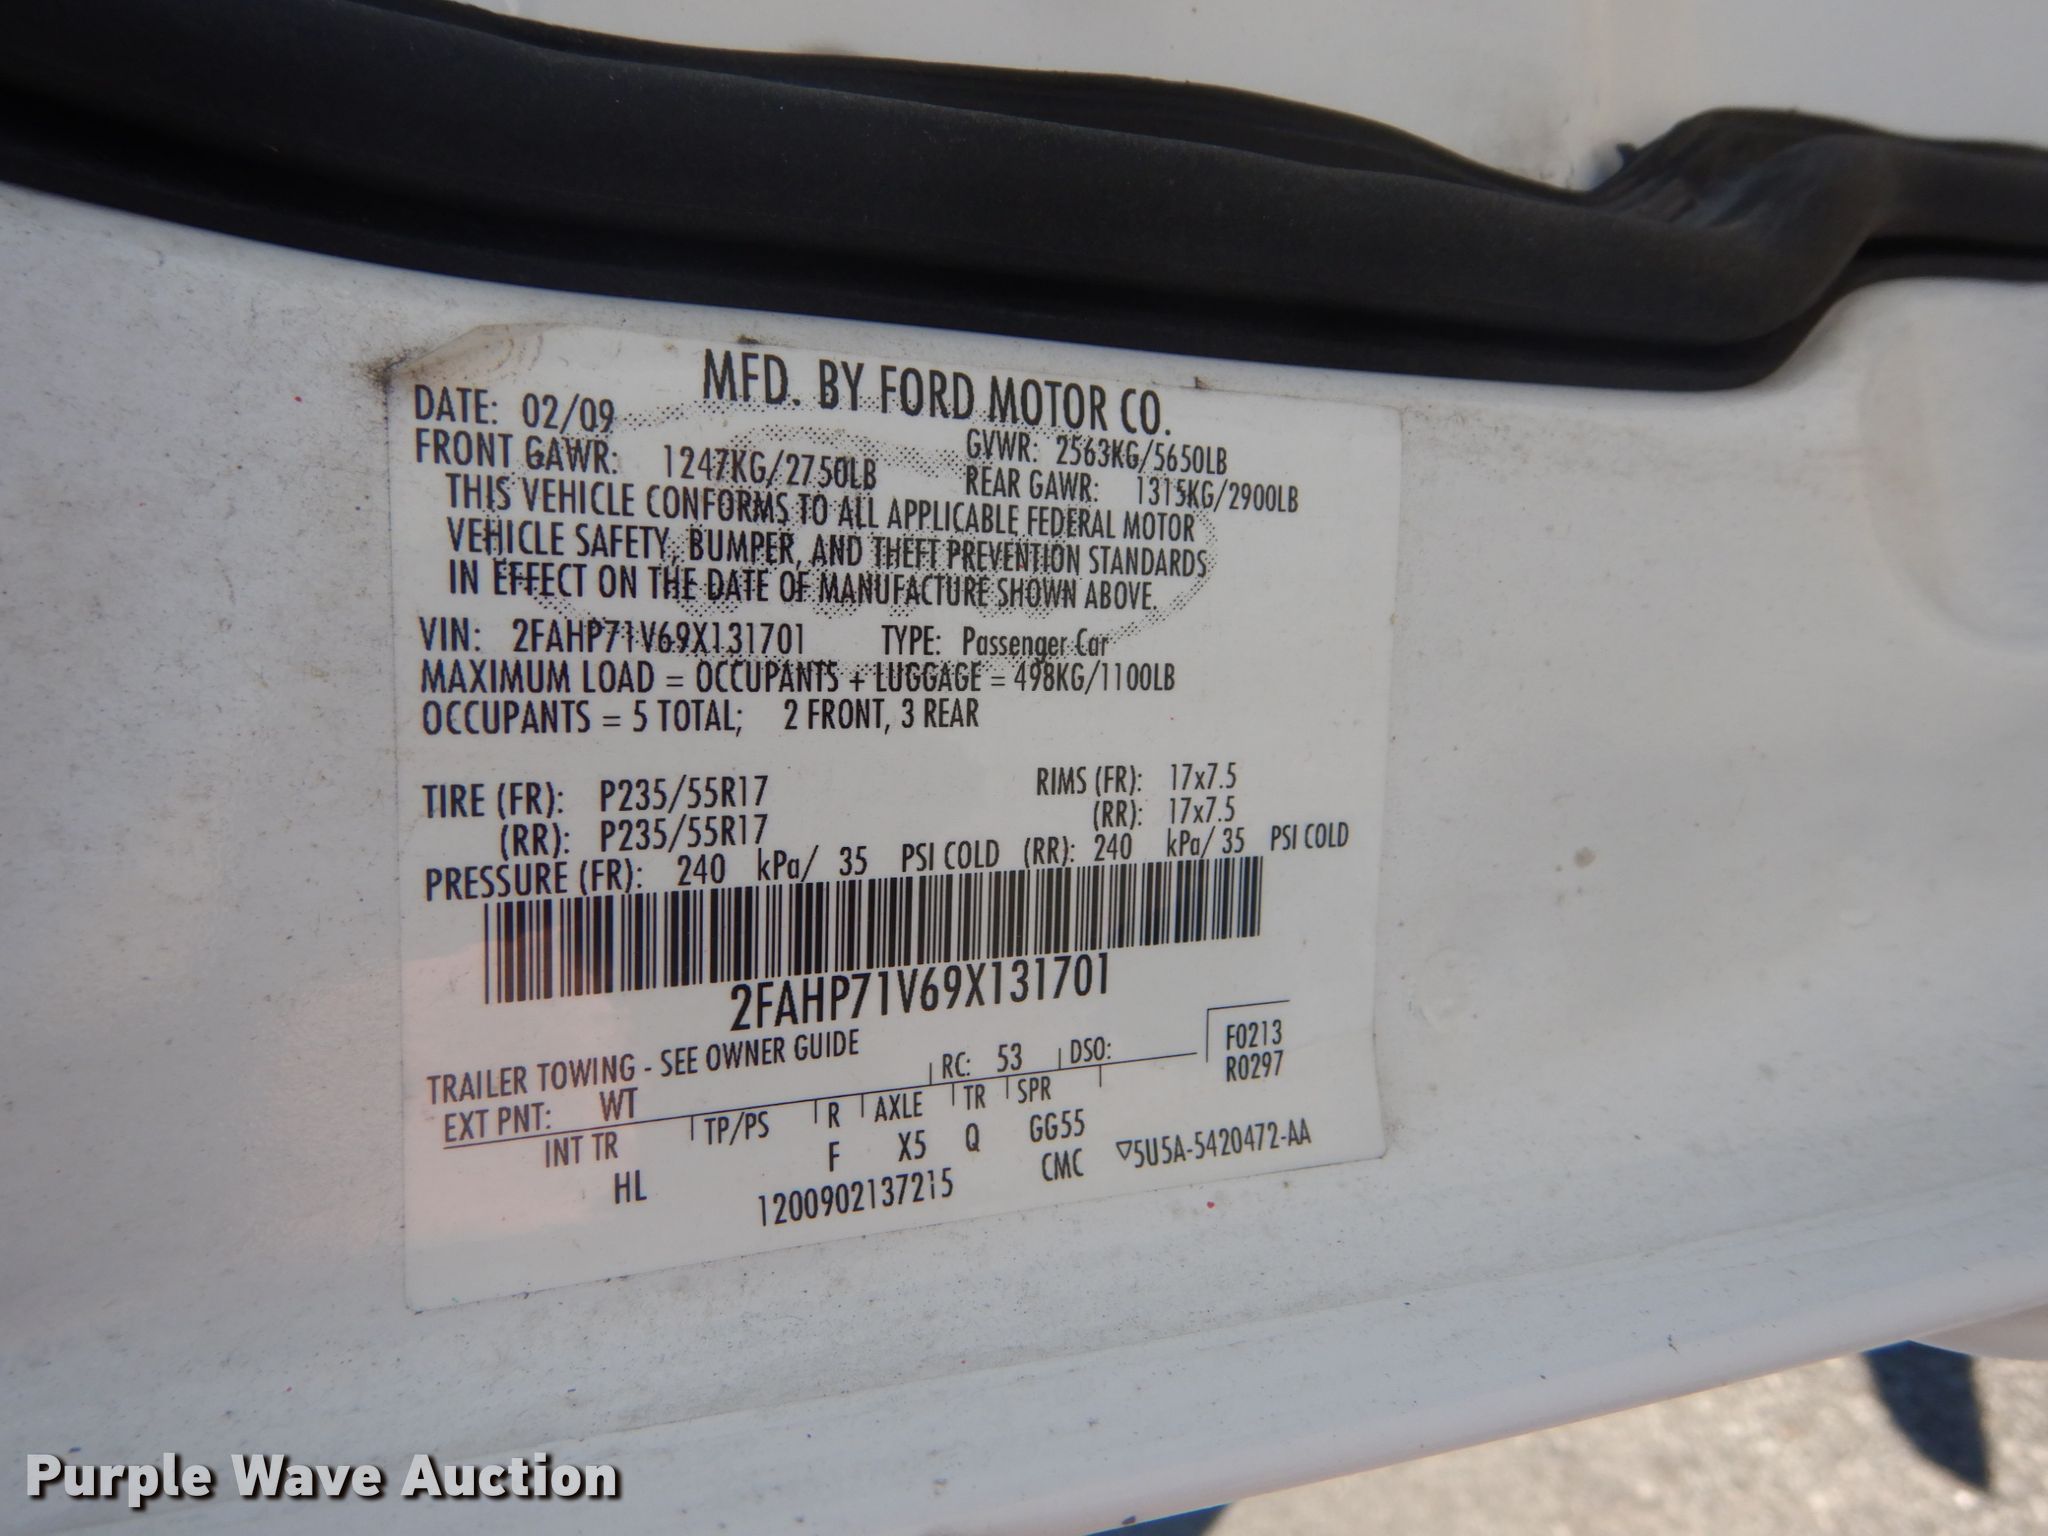 MFD. BY FORD MOTOR CO.
DATE: 02/09 GVWR: 2563KG/5650LB
FRONT GAWR: 1247KG/2750LB REAR GAWR: 1315KG/2900LB
THIS VEHICLE CONFORMS TO ALL APPLICABLE FEDERAL MOTOR
VEHICLE SAFETY, BUMPER, AND THEFT PREVENTION STANDARDS
IN EFFECT ON THE DATE OF MANUFACTURE SHOWN ABOVE.
VIN: 2FAHP71V69X131701 TYPE: Passenger Car
MAXIMUM LOAD = OCCUPANTS + LUGGAGE = 498KG/1100LB
OCCUPANTS = 5 TOTAL; 2 FRONT, 3 REAR
TIRE (FR): P235/55R17 RIMS (FR): 17x7.5
(RR): P235/55R17 (RR): 17x7.5
PRESSURE (FR): 240 kPa/ 35 PSI COLD (RR): 240 kPa/ 35 PSI COLD
2FAHP71V69X131701
TRAILER TOWING - SEE OWNER GUIDE F0213
EXT PNT: WT RC: 53 DSO: R0297
INT TR TP/PS R AXLE TR SPR
HL F X5 Q GG55
1200902137215 CMC ▽5U5A-5420472-AA
Purple Wave Auction